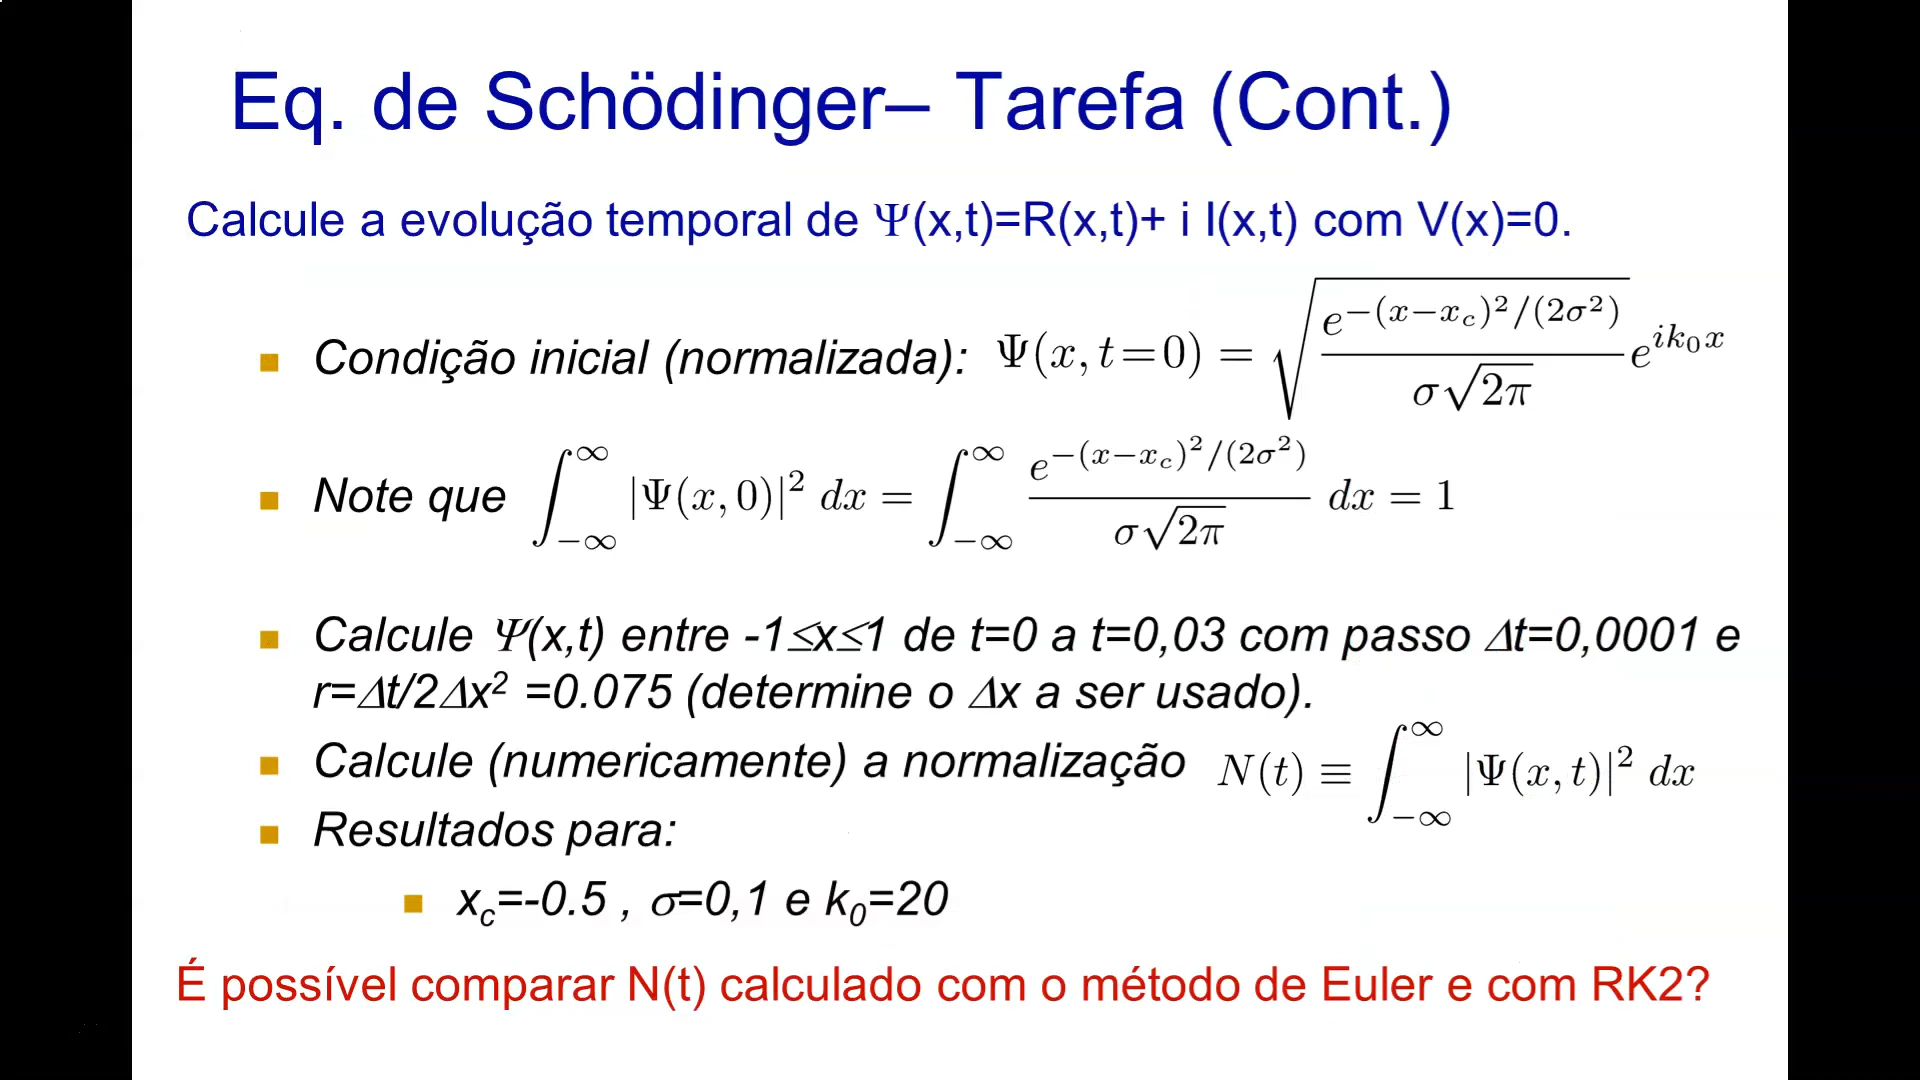 Eq. de Schödinger– Tarefa (Cont.)
Calcule a evolução temporal de Ψ(x,t)=R(x,t)+ i I(x,t) com V(x)=0.
Condição inicial (normalizada): Ψ(x, t=0) = √(e^{−(x−x_c)²/(2σ²)} / (σ√(2π))) e^{ik₀x}
Note que ∫_{−∞}^{∞} |Ψ(x, 0)|² dx = ∫_{−∞}^{∞} e^{−(x−x_c)²/(2σ²)} / (σ√(2π)) dx = 1
Calcule Ψ(x,t) entre -1≤x≤1 de t=0 a t=0,03 com passo Δt=0,0001 e
r=Δt/2Δx² =0.075 (determine o Δx a ser usado).
Calcule (numericamente) a normalização N(t) ≡ ∫_{−∞}^{∞} |Ψ(x, t)|² dx
Resultados para:
x_c=-0.5 , σ=0,1 e k₀=20
É possível comparar N(t) calculado com o método de Euler e com RK2?